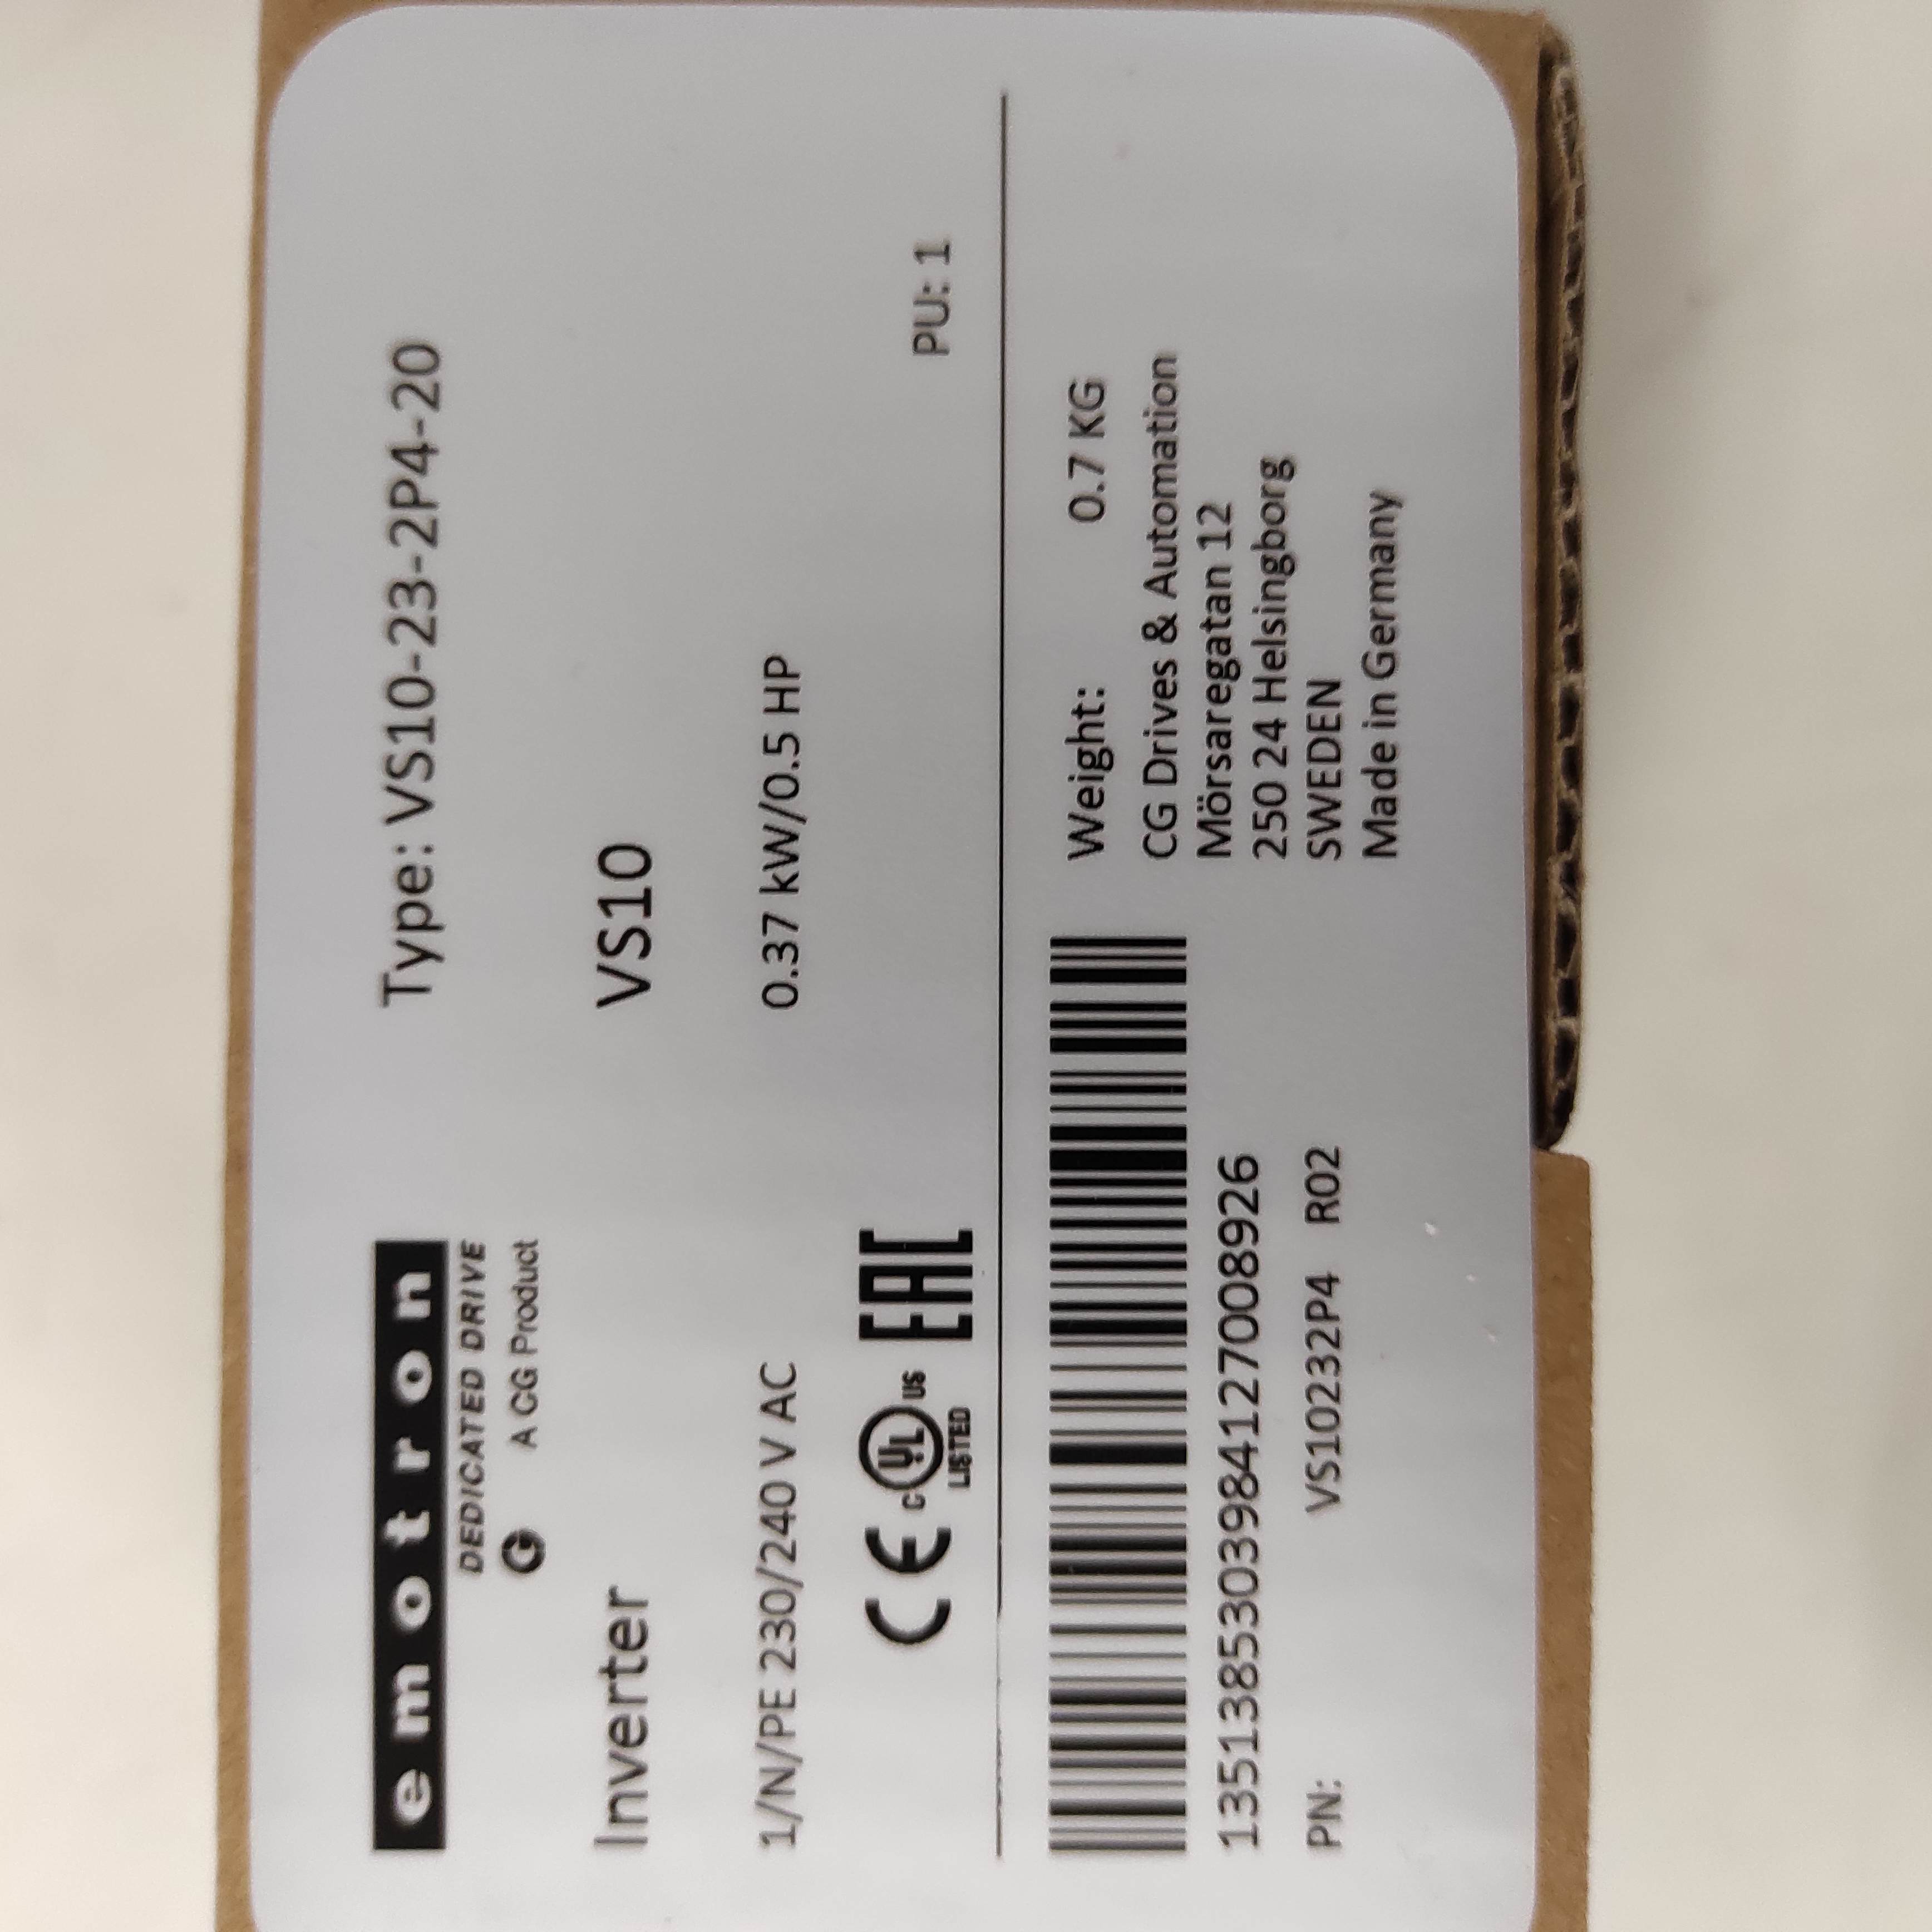 emotron
DEDICATED DRIVE
A CG Product
Type: VS10-23-2P4-20
Inverter
VS10
1/N/PE 230/240 V AC
0.37 kW/0.5 HP
CE
c UL us
LISTED
EAC
PU: 1
1351385303984127008926
PN: VS10232P4 R02
Weight: 0.7 KG
CG Drives & Automation
Mörsaregatan 12
250 24 Helsingborg
SWEDEN
Made in Germany